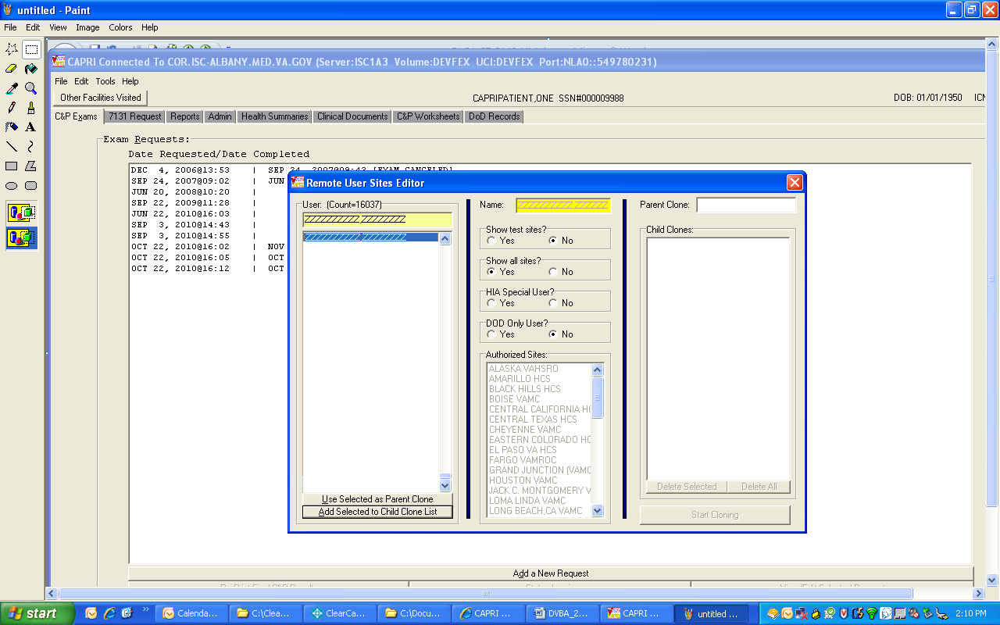 untitled - Paint
File Edit View Image Colors Help
CAPRI Connected To COR.ISC-ALBANY.MED.VA.GOV (Server:ISC1A3 Volume:DEVFEX UCI:DEVFEX Port:NLA0::549780231)
File Edit Tools Help
Other Facilities Visited
CAPRIPATIENT,ONE SSN#000009988
DOB: 01/01/1950 ICN
C&P Exams 7131 Request Reports Admin Health Summaries Clinical Documents C&P Worksheets DoD Records
Exam Requests:
Date Requested/Date Completed
DEC 4, 2006@13:53 | SEP 24, 2007@09:43 [EXAM CANCELED]
SEP 24, 2007@09:02 | JUN
JUN 20, 2008@10:20 |
SEP 22, 2009@11:28 |
JUN 22, 2010@16:03 |
SEP 3, 2010@14:43 |
SEP 3, 2010@14:55 |
OCT 22, 2010@16:02 | NOV
OCT 22, 2010@16:05 | OCT
OCT 22, 2010@16:12 | OCT
Remote User Sites Editor
User: (Count=16037)
Use Selected as Parent Clone
Add Selected to Child Clone List
Name:
Show test sites?
Yes No
Show all sites?
Yes No
HIA Special User?
Yes No
DOD Only User?
Yes No
Authorized Sites:
ALASKA VAHSRO
AMARILLO HCS
BLACK HILLS HCS
BOISE VAMC
CENTRAL CALIFORNIA HC
CENTRAL TEXAS HCS
CHEYENNE VAMC
EASTERN COLORADO HC
EL PASO VA HCS
FARGO VAMROC
GRAND JUNCTION (VAMC
HOUSTON VAMC
JACK C. MONTGOMERY V
LOMA LINDA VAMC
LONG BEACH,CA VAMC
Parent Clone:
Child Clones:
Delete Selected Delete All
Start Cloning
Add a New Request
start
Calenda...
C:\Clea...
ClearCa...
C:\Docu...
CAPRI ...
DVBA_2...
CAPRI ...
untitled ...
2:10 PM